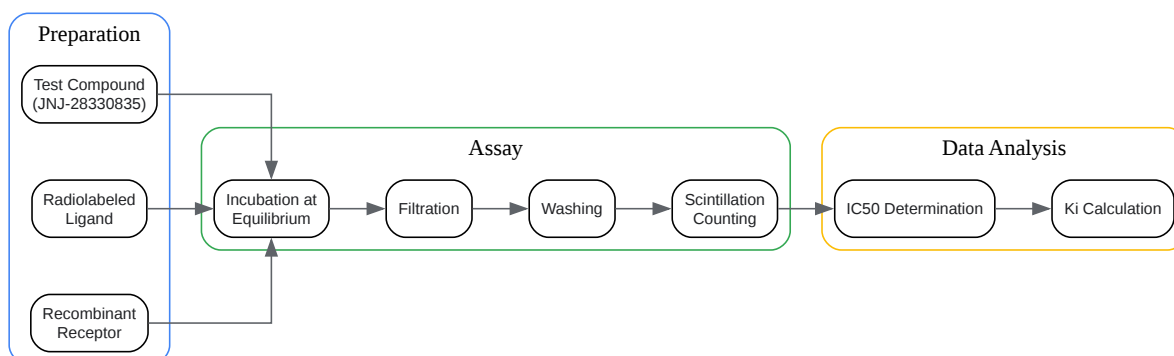 Preparation
Test Compound
(JNJ-28330835)
Radiolabeled
Ligand
Recombinant
Receptor
Assay
Incubation at
Equilibrium
Filtration
Washing
Scintillation
Counting
Data Analysis
IC50 Determination
Ki Calculation